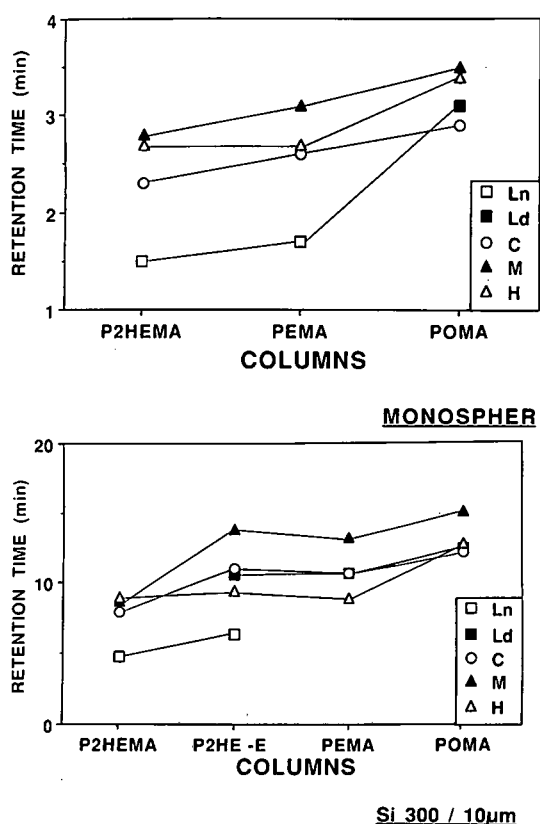 4
3
2
1
RETENTION TIME (min)
Ln
Ld
C
M
H
P2HEMA PEMA POMA
COLUMNS
MONOSPHER
20
10
0
RETENTION TIME (min)
Ln
Ld
C
M
H
P2HEMA P2HE -E PEMA POMA
COLUMNS
Si 300 / 10µm